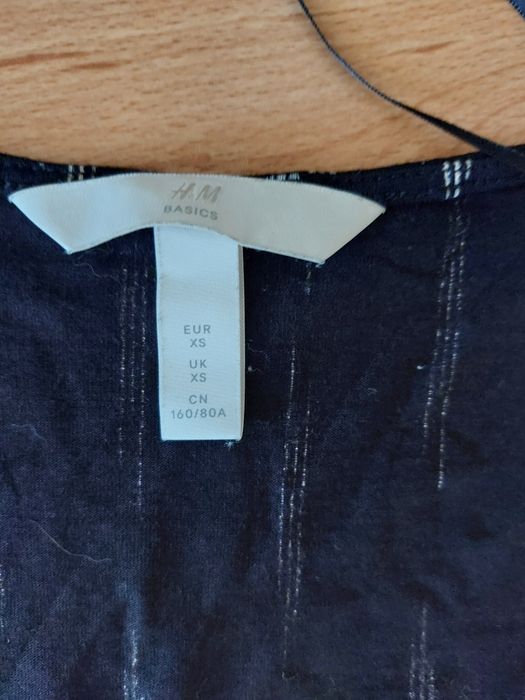 H&M
BASICS
EUR
XS
UK
XS
CN
160/80A